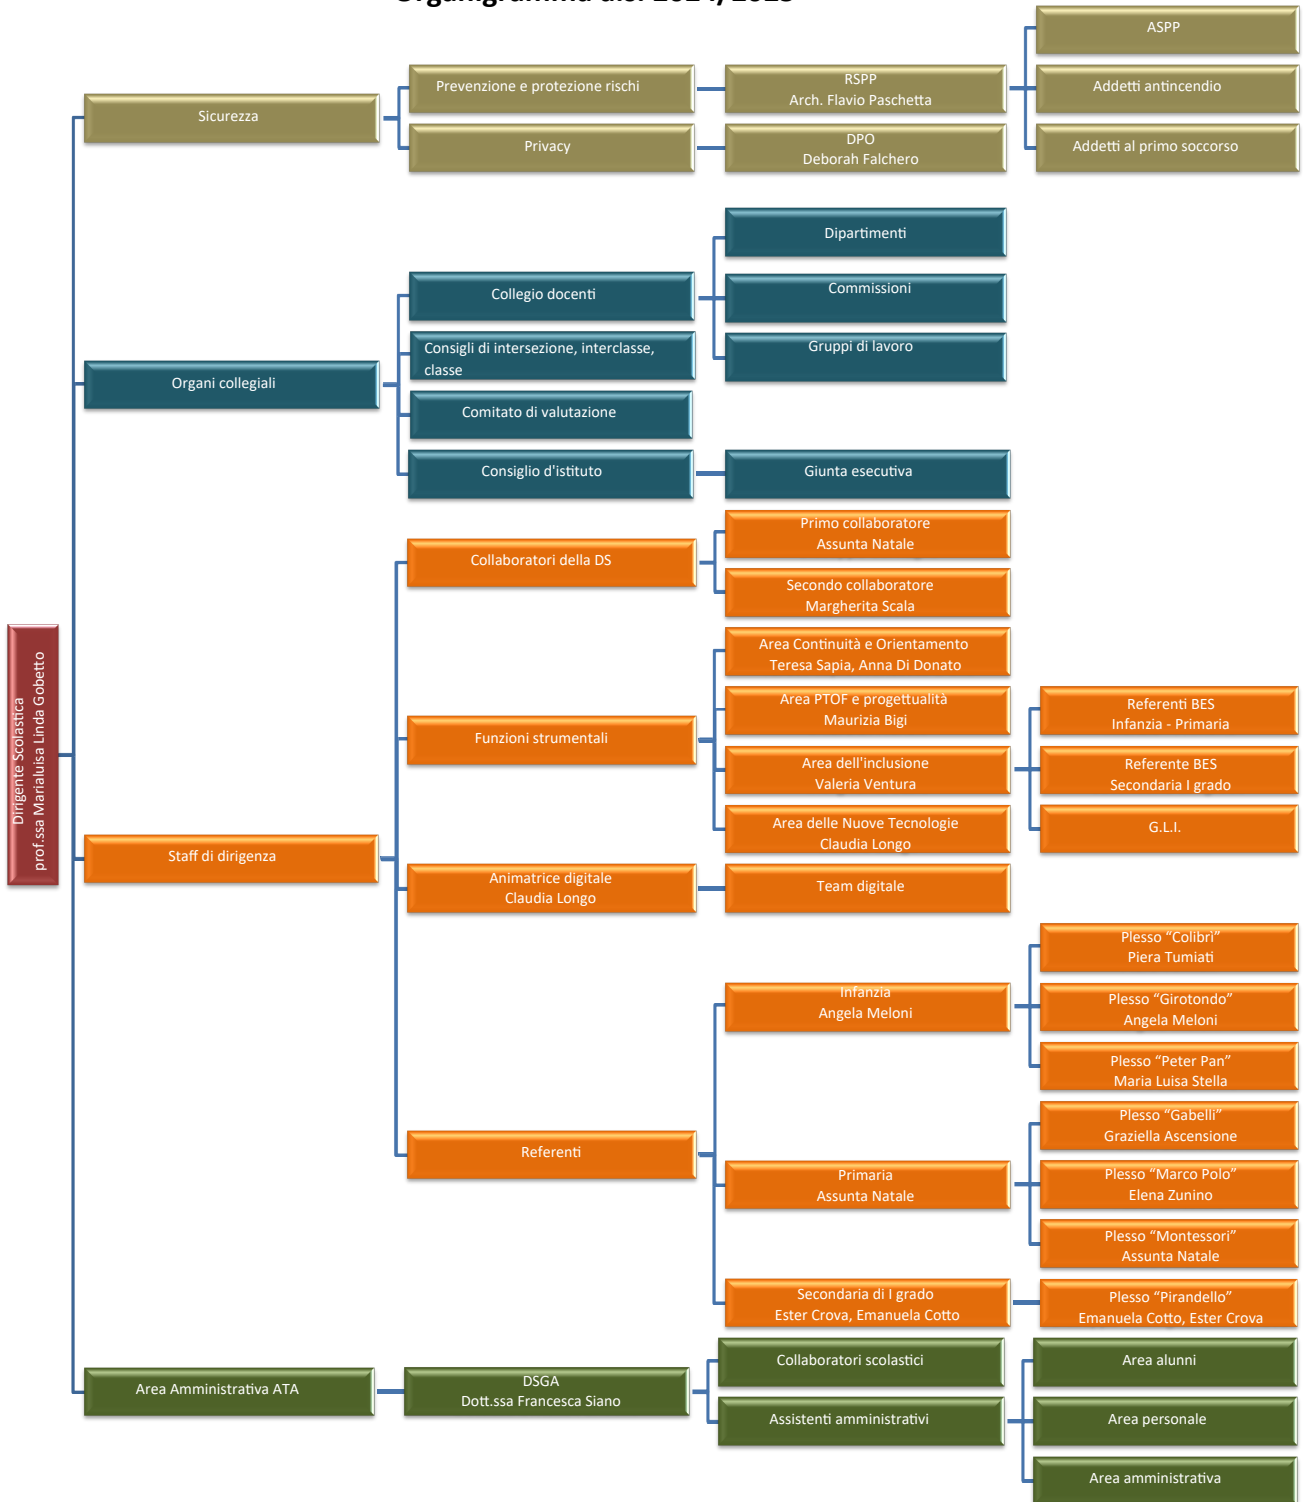 Organigramma a.s. 2024/2025
Dirigente Scolastica
prof.ssa Marialuisa Linda Gobetto
Sicurezza
Prevenzione e protezione rischi
RSPP
Arch. Flavio Paschetta
ASPP
Addetti antincendio
Addetti al primo soccorso
Privacy
DPO
Deborah Falchero
Organi collegiali
Collegio docenti
Dipartimenti
Commissioni
Gruppi di lavoro
Consigli di intersezione, interclasse,
classe
Comitato di valutazione
Consiglio d'istituto
Giunta esecutiva
Staff di dirigenza
Collaboratori della DS
Primo collaboratore
Assunta Natale
Secondo collaboratore
Margherita Scala
Funzioni strumentali
Area Continuità e Orientamento
Teresa Sapia, Anna Di Donato
Area PTOF e progettualità
Maurizia Bigi
Area dell'inclusione
Valeria Ventura
Referenti BES
Infanzia - Primaria
Referente BES
Secondaria I grado
G.L.I.
Area delle Nuove Tecnologie
Claudia Longo
Animatrice digitale
Claudia Longo
Team digitale
Referenti
Infanzia
Angela Meloni
Plesso “Colibrì”
Piera Tumiati
Plesso “Girotondo”
Angela Meloni
Plesso “Peter Pan”
Maria Luisa Stella
Primaria
Assunta Natale
Plesso “Gabelli”
Graziella Ascensione
Plesso “Marco Polo”
Elena Zunino
Plesso “Montessori”
Assunta Natale
Secondaria di I grado
Ester Crova, Emanuela Cotto
Plesso “Pirandello”
Emanuela Cotto, Ester Crova
Area Amministrativa ATA
DSGA
Dott.ssa Francesca Siano
Collaboratori scolastici
Assistenti amministrativi
Area alunni
Area personale
Area amministrativa